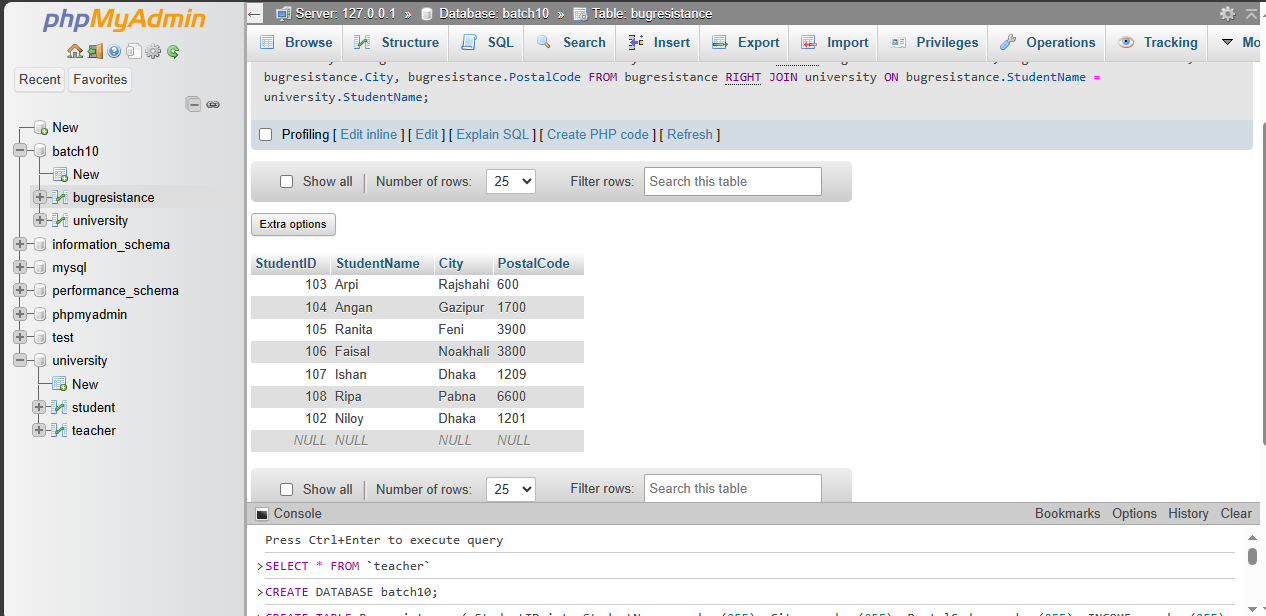 phpMyAdmin
Recent Favorites
New
batch10
New
bugresistance
university
information_schema
mysql
performance_schema
phpmyadmin
test
university
New
student
teacher
Server: 127.0.0.1 » Database: batch10 » Table: bugresistance
Browse Structure SQL Search Insert Export Import Privileges Operations Tracking Mo
bugresistance.City, bugresistance.PostalCode FROM bugresistance RIGHT JOIN university ON bugresistance.StudentName =
university.StudentName;
Profiling [ Edit inline ] [ Edit ] [ Explain SQL ] [ Create PHP code ] [ Refresh ]
Show all Number of rows: 25 Filter rows: Search this table
Extra options
StudentID StudentName City PostalCode
103 Arpi Rajshahi 600
104 Angan Gazipur 1700
105 Ranita Feni 3900
106 Faisal Noakhali 3800
107 Ishan Dhaka 1209
108 Ripa Pabna 6600
102 Niloy Dhaka 1201
NULL NULL NULL NULL
Show all Number of rows: 25 Filter rows: Search this table
Console Bookmarks Options History Clear
Press Ctrl+Enter to execute query
>SELECT * FROM `teacher`
>CREATE DATABASE batch10;